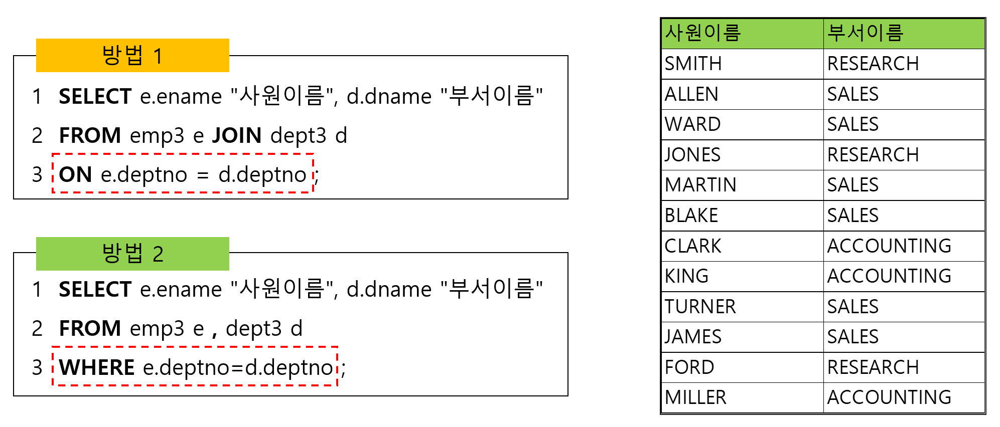 방법 1
1 SELECT e.ename "사원이름", d.dname "부서이름"
2 FROM emp3 e JOIN dept3 d
3 ON e.deptno = d.deptno ;
방법 2
1 SELECT e.ename "사원이름", d.dname "부서이름"
2 FROM emp3 e , dept3 d
3 WHERE e.deptno=d.deptno ;
사원이름 부서이름
SMITH RESEARCH
ALLEN SALES
WARD SALES
JONES RESEARCH
MARTIN SALES
BLAKE SALES
CLARK ACCOUNTING
KING ACCOUNTING
TURNER SALES
JAMES SALES
FORD RESEARCH
MILLER ACCOUNTING